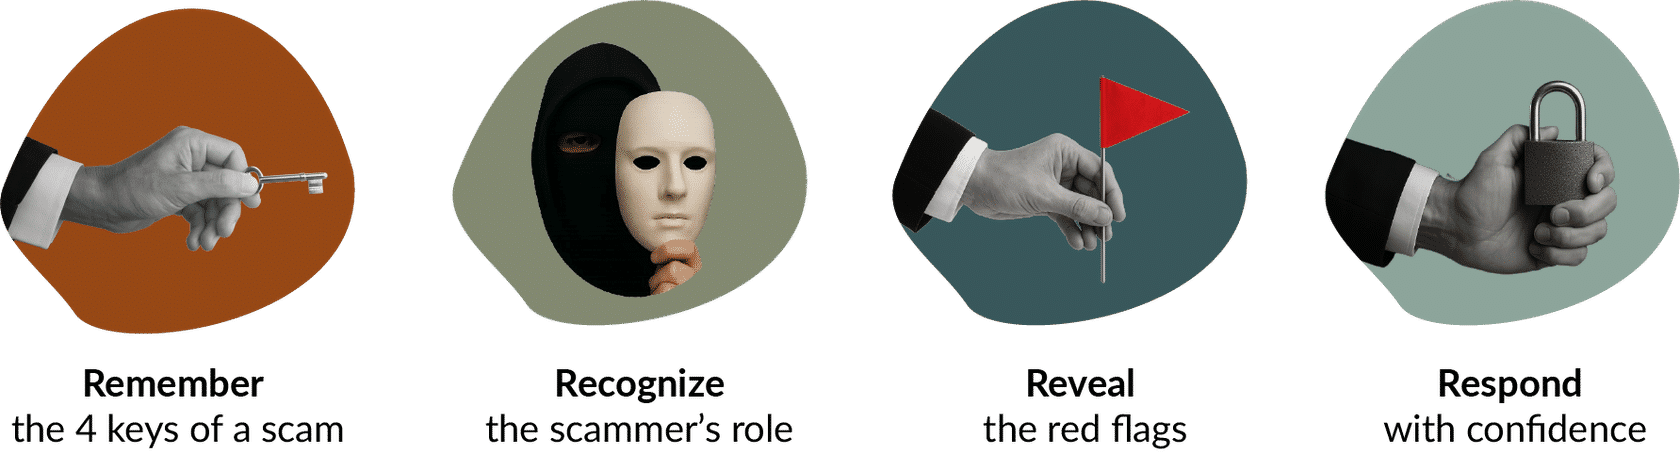 Remember
the 4 keys of a scam
Recognize
the scammer’s role
Reveal
the red flags
Respond
with confidence